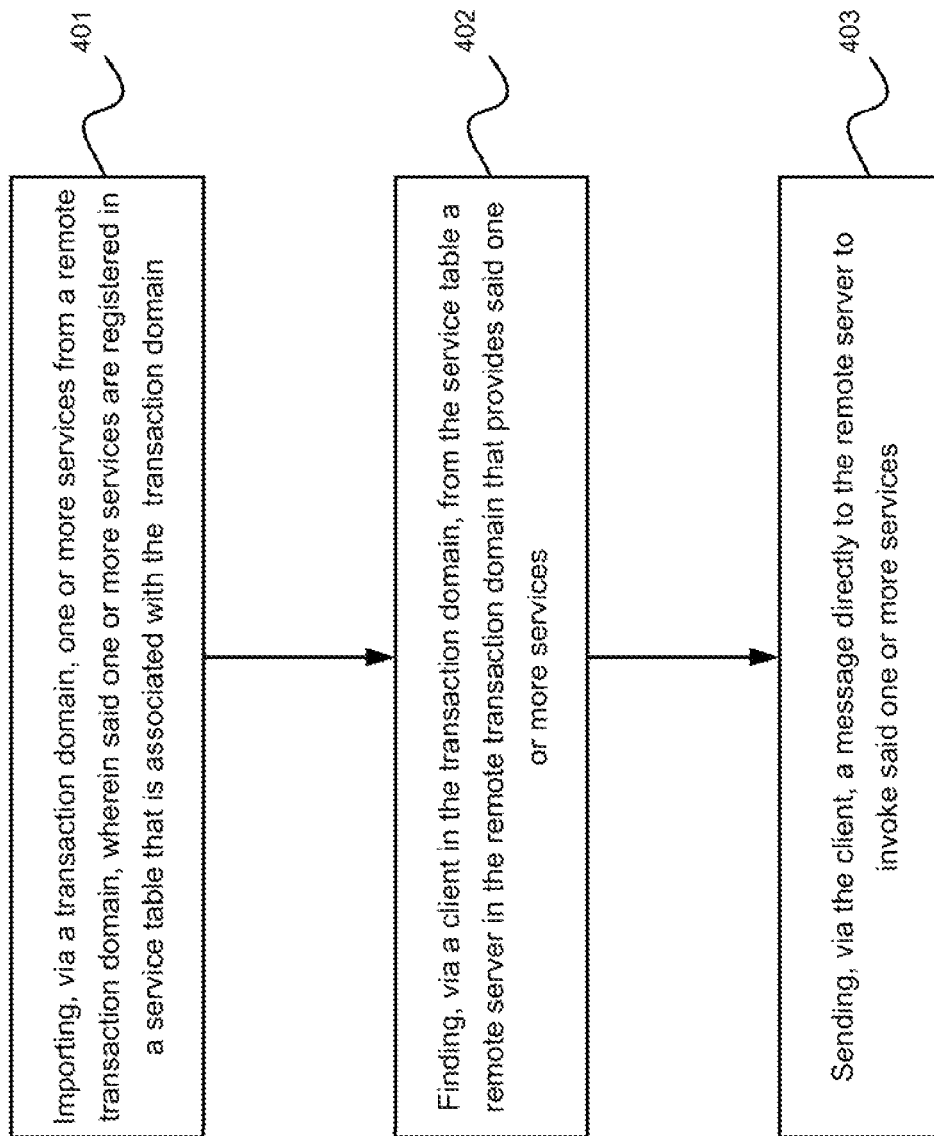 401
Importing, via a transaction domain, one or more services from a remote
transaction domain, wherein said one or more services are registered in
a service table that is associated with the transaction domain
402
Finding, via a client in the transaction domain, from the service table a
remote server in the remote transaction domain that provides said one
or more services
403
Sending, via the client, a message directly to the remote server to
invoke said one or more services